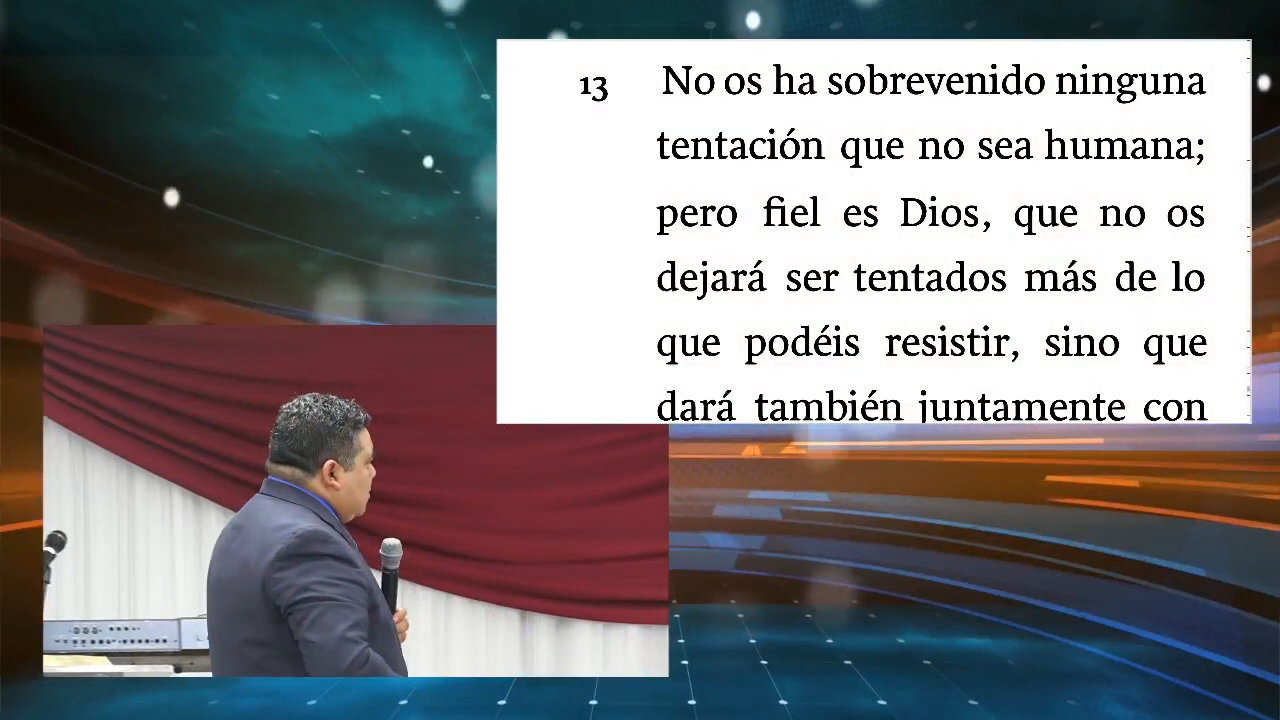 13 No os ha sobrevenido ninguna
tentación que no sea humana;
pero fiel es Dios, que no os
dejará ser tentados más de lo
que podéis resistir, sino que
dará también juntamente con